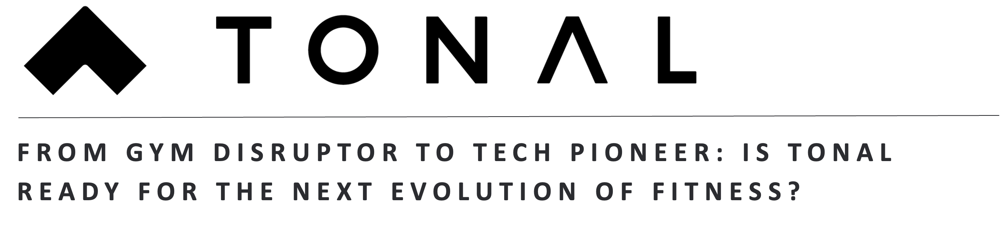 TONAL
FROM GYM DISRUPTOR TO TECH PIONEER: IS TONAL
READY FOR THE NEXT EVOLUTION OF FITNESS?